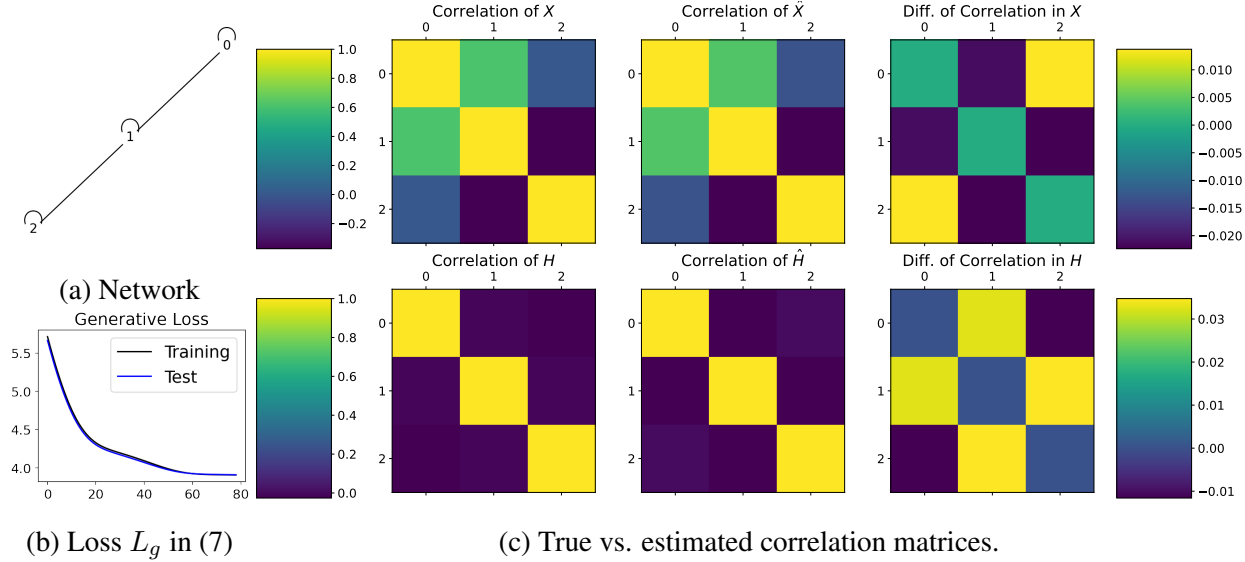 0
1
2
1.0
0.8
0.6
0.4
0.2
0.0
−0.2
(a) Network
Generative Loss
5.5
5.0
4.5
4.0
0 20 40 60 80
Training
Test
(b) Loss L_g in (7)
1.0
0.8
0.6
0.4
0.2
0.0
Correlation of X
0 1 2
0
1
2
Correlation of Ẍ
0 1 2
0
1
2
Diff. of Correlation in X
0 1 2
0
1
2
0.010
0.005
0.000
−0.005
−0.010
−0.015
−0.020
Correlation of H
0 1 2
0
1
2
Correlation of Ĥ
0 1 2
0
1
2
Diff. of Correlation in H
0 1 2
0
1
2
0.03
0.02
0.01
0.00
−0.01
(c) True vs. estimated correlation matrices.